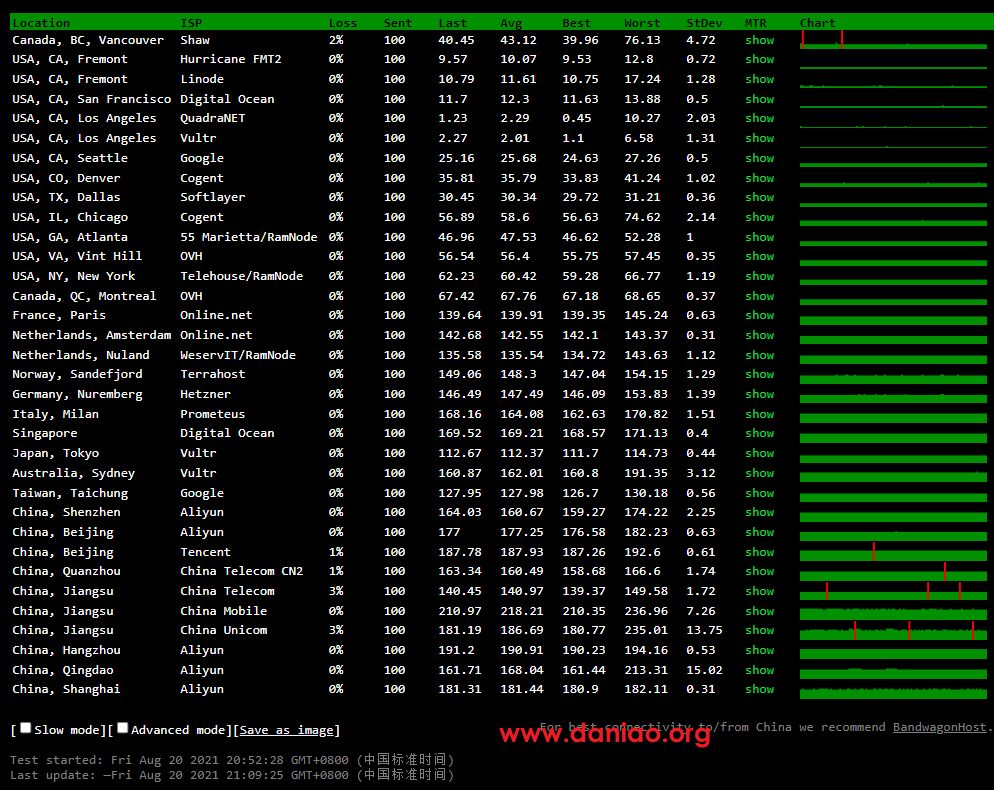 Location ISP Loss Sent Last Avg Best Worst StDev MTR Chart
Canada, BC, Vancouver Shaw 2% 100 40.45 43.12 39.96 76.13 4.72 show
USA, CA, Fremont Hurricane FMT2 0% 100 9.57 10.07 9.53 12.8 0.72 show
USA, CA, Fremont Linode 0% 100 10.79 11.61 10.75 17.24 1.28 show
USA, CA, San Francisco Digital Ocean 0% 100 11.7 12.3 11.63 13.88 0.5 show
USA, CA, Los Angeles QuadraNET 0% 100 1.23 2.29 0.45 10.27 2.03 show
USA, CA, Los Angeles Vultr 0% 100 2.27 2.01 1.1 6.58 1.31 show
USA, CA, Seattle Google 0% 100 25.16 25.68 24.63 27.26 0.5 show
USA, CO, Denver Cogent 0% 100 35.81 35.79 33.83 41.24 1.02 show
USA, TX, Dallas Softlayer 0% 100 30.45 30.34 29.72 31.21 0.36 show
USA, IL, Chicago Cogent 0% 100 56.89 58.6 56.63 74.62 2.14 show
USA, GA, Atlanta 55 Marietta/RamNode 0% 100 46.96 47.53 46.62 52.28 1 show
USA, VA, Vint Hill OVH 0% 100 56.54 56.4 55.75 57.45 0.35 show
USA, NY, New York Telehouse/RamNode 0% 100 62.23 60.42 59.28 66.77 1.19 show
Canada, QC, Montreal OVH 0% 100 67.42 67.76 67.18 68.65 0.37 show
France, Paris Online.net 0% 100 139.64 139.91 139.35 145.24 0.63 show
Netherlands, Amsterdam Online.net 0% 100 142.68 142.55 142.1 143.37 0.31 show
Netherlands, Nuland WeservIT/RamNode 0% 100 135.58 135.54 134.72 143.63 1.12 show
Norway, Sandefjord Terrahost 0% 100 149.06 148.3 147.04 154.15 1.29 show
Germany, Nuremberg Hetzner 0% 100 146.49 147.49 146.09 153.83 1.39 show
Italy, Milan Prometeus 0% 100 168.16 164.08 162.63 170.82 1.51 show
Singapore Digital Ocean 0% 100 169.52 169.21 168.57 171.13 0.4 show
Japan, Tokyo Vultr 0% 100 112.67 112.37 111.7 114.73 0.44 show
Australia, Sydney Vultr 0% 100 160.87 162.01 160.8 191.35 3.12 show
Taiwan, Taichung Google 0% 100 127.95 127.98 126.7 130.18 0.56 show
China, Shenzhen Aliyun 0% 100 164.03 160.67 159.27 174.22 2.25 show
China, Beijing Aliyun 0% 100 177 177.25 176.58 182.23 0.63 show
China, Beijing Tencent 1% 100 187.78 187.93 187.26 192.6 0.61 show
China, Quanzhou China Telecom CN2 1% 100 163.34 160.49 158.68 166.6 1.74 show
China, Jiangsu China Telecom 3% 100 140.45 140.97 139.37 149.58 1.72 show
China, Jiangsu China Mobile 0% 100 210.97 218.21 210.35 236.96 7.26 show
China, Jiangsu China Unicom 3% 100 181.19 186.69 180.77 235.01 13.75 show
China, Hangzhou Aliyun 0% 100 191.2 190.91 190.23 194.16 0.53 show
China, Qingdao Aliyun 0% 100 161.71 168.04 161.44 213.31 15.02 show
China, Shanghai Aliyun 0% 100 181.31 181.44 180.9 182.11 0.31 show
For best connectivity to/from China we recommend BandwagonHost.
[ Slow mode][ Advanced mode][Save as image]
www.daniao.org
Test started: Fri Aug 20 2021 20:52:28 GMT+0800 (中国标准时间)
Last update: —Fri Aug 20 2021 21:09:25 GMT+0800 (中国标准时间)